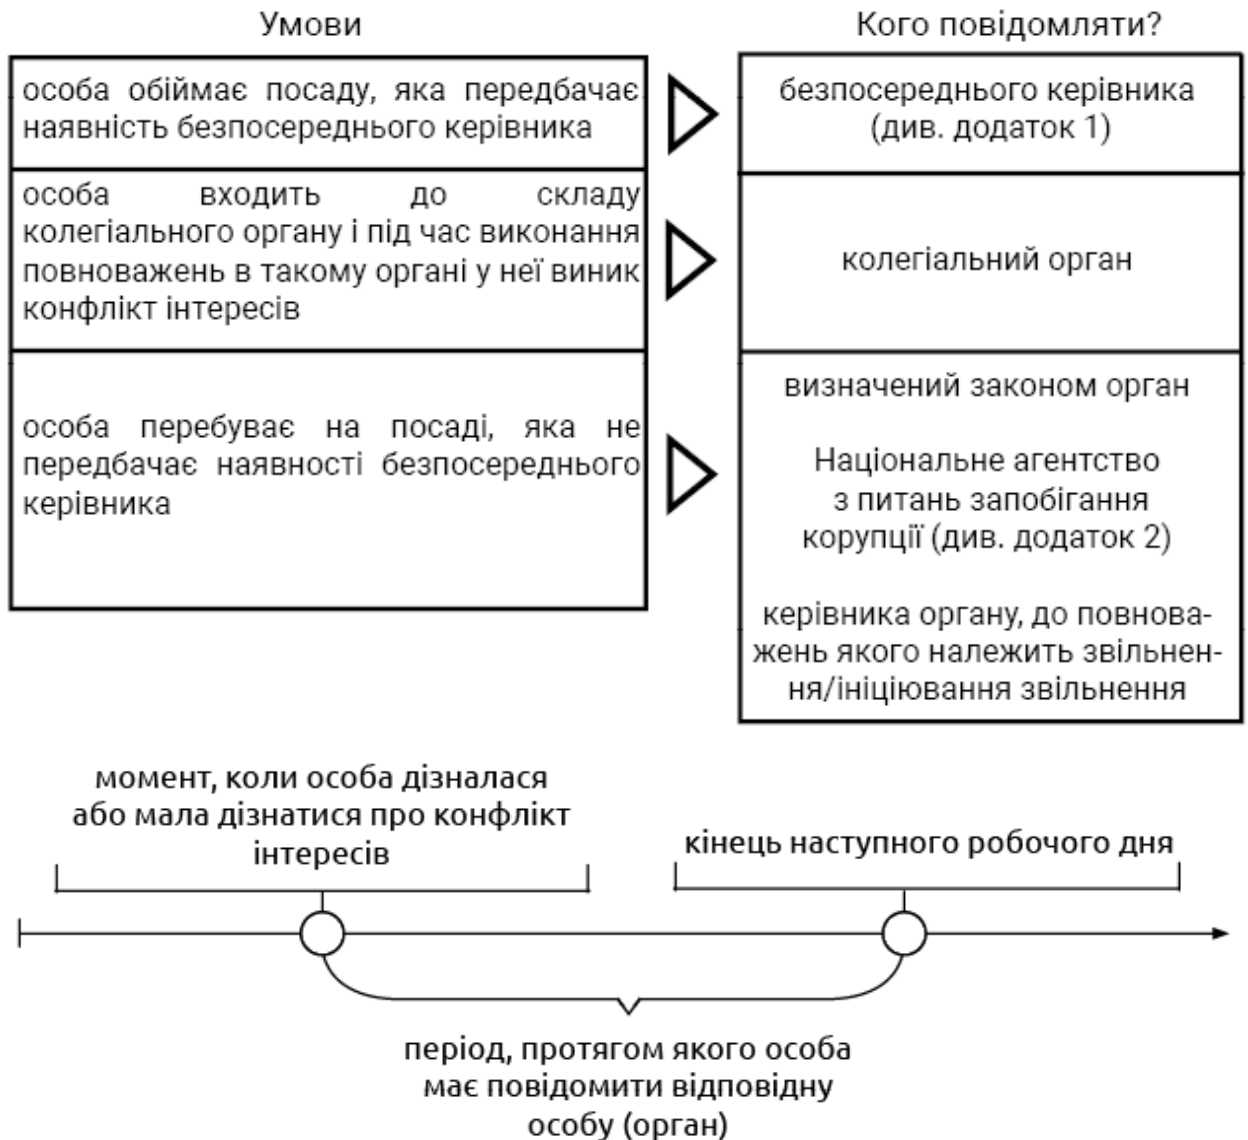 Умови
Кого повідомляти?
особа обіймає посаду, яка передбачає
наявність безпосереднього керівника
безпосереднього керівника
(див. додаток 1)
особа входить до складу
колегіального органу і під час виконання
повноважень в такому органі у неї виник
конфлікт інтересів
колегіальний орган
особа перебуває на посаді, яка не
передбачає наявності безпосереднього
керівника
визначений законом орган
Національне агентство
з питань запобігання
корупції (див. додаток 2)
керівника органу, до повнова-
жень якого належить звільнен-
ня/ініціювання звільнення
момент, коли особа дізналася
або мала дізнатися про конфлікт
інтересів
кінець наступного робочого дня
період, протягом якого особа
має повідомити відповідну
особу (орган)